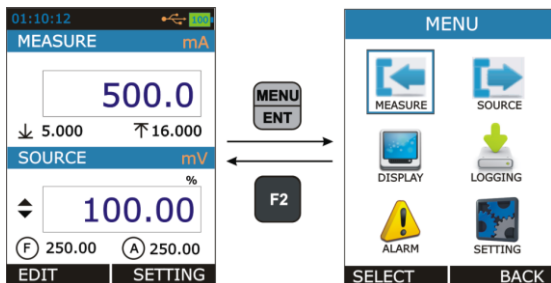 01:10:12 100
MEASURE mA
500.0
5.000 16.000
SOURCE mV
%
100.00
F 250.00 A 250.00
EDIT SETTING
MENU
ENT
F2
MENU
MEASURE SOURCE
DISPLAY LOGGING
ALARM SETTING
SELECT BACK